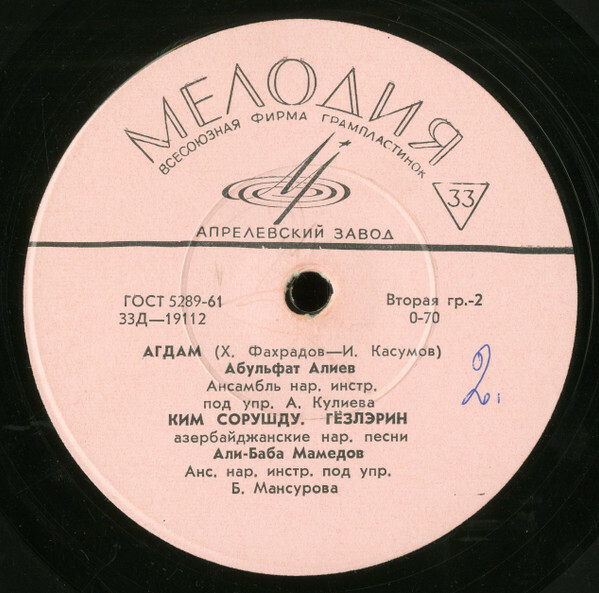 МЕЛОДИЯ
ВСЕСОЮЗНАЯ ФИРМА ГРАМПЛАСТИНОК
33
АПРЕЛЕВСКИЙ ЗАВОД
ГОСТ 5289-61
Вторая гр.-2
33Д—19112
0-70
АГДАМ (Х. Фахрадов—И. Касумов)
Абульфат Алиев
Ансамбль нар. инстр.
под упр. А. Кулиева
КИМ СОРУШДУ. ГЁЗЛЭРИН
азербайджанские нар. песни
Али-Баба Мамедов
Анс. нар. инстр. под упр.
Б. Мансурова
2.